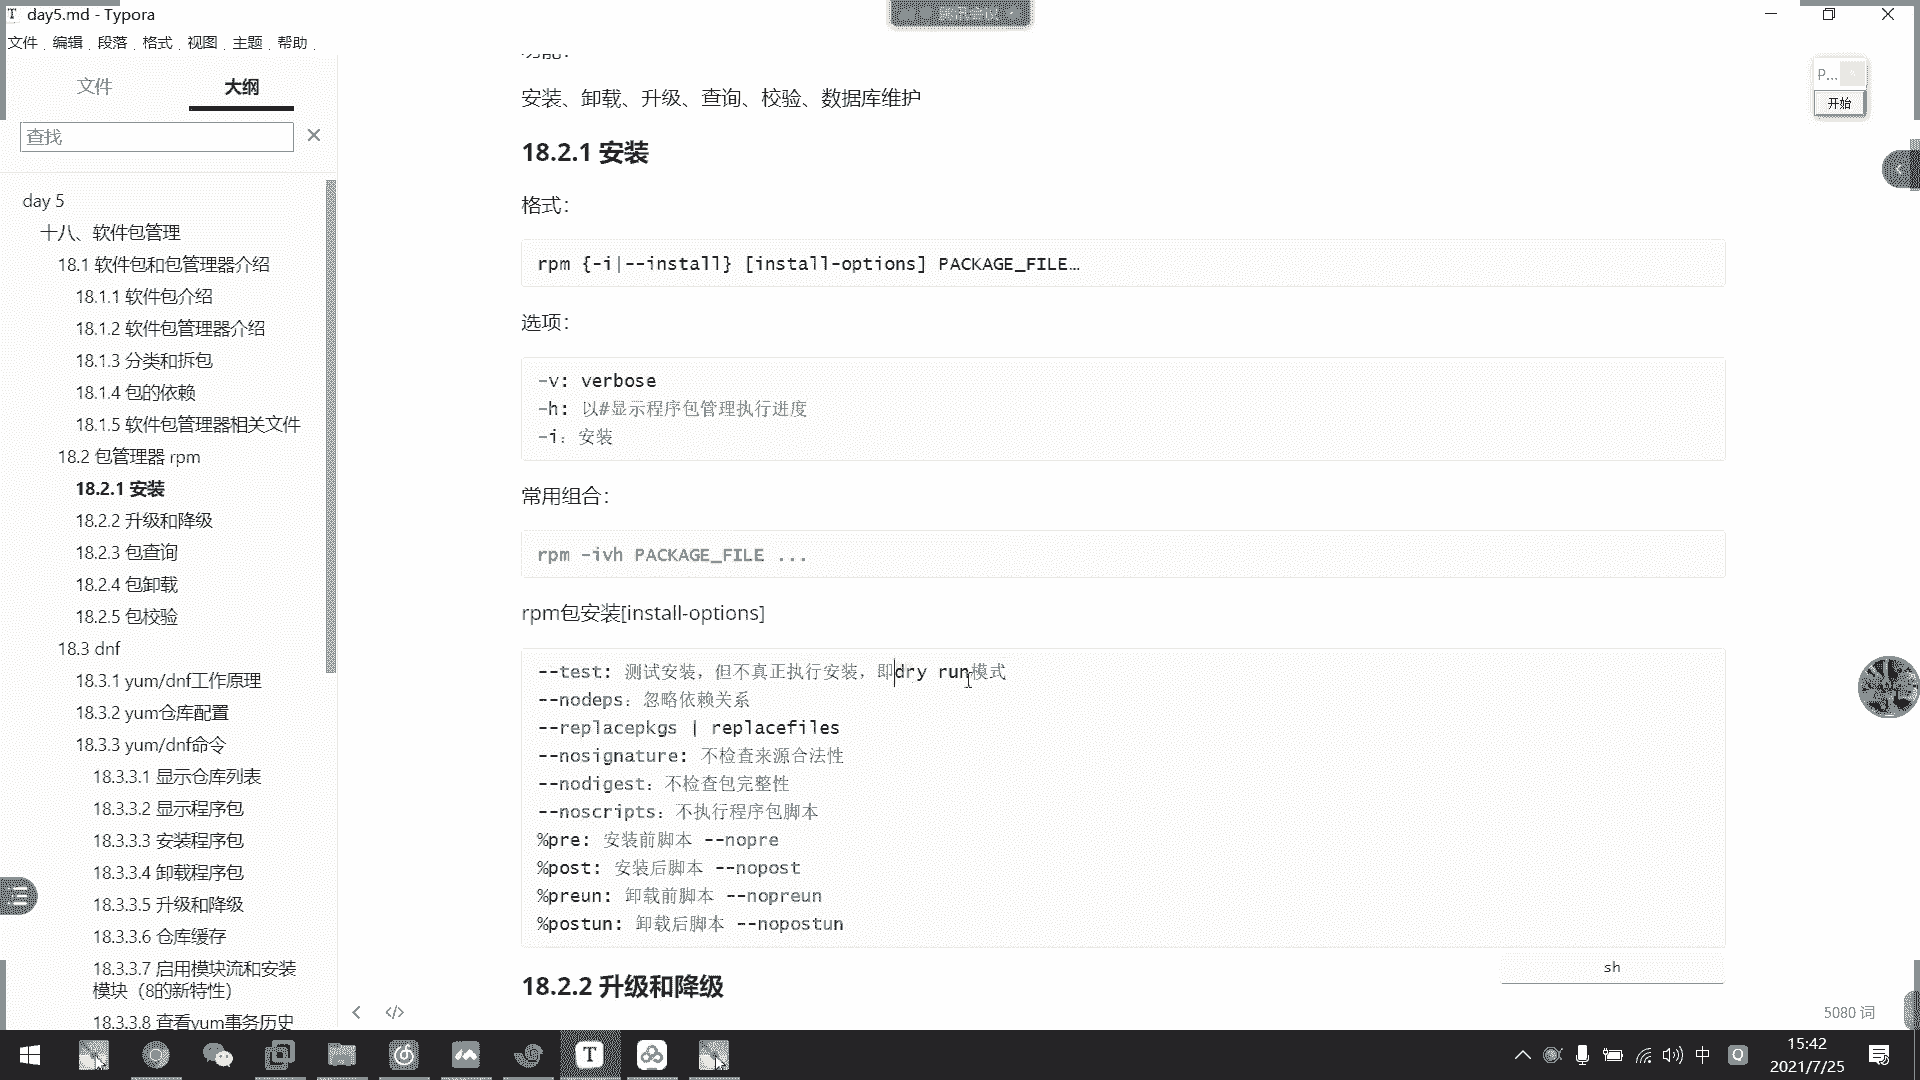 day5.md - Typora
腾讯会议
文件 编辑 段落 格式 视图 主题 帮助
文件
大纲
查找
day 5
十八、软件包管理
18.1 软件包和包管理器介绍
18.1.1 软件包介绍
18.1.2 软件包管理器介绍
18.1.3 分类和拆包
18.1.4 包的依赖
18.1.5 软件包管理器相关文件
18.2 包管理器 rpm
18.2.1 安装
18.2.2 升级和降级
18.2.3 包查询
18.2.4 包卸载
18.2.5 包校验
18.3 dnf
18.3.1 yum/dnf工作原理
18.3.2 yum仓库配置
18.3.3 yum/dnf命令
18.3.3.1 显示仓库列表
18.3.3.2 显示程序包
18.3.3.3 安装程序包
18.3.3.4 卸载程序包
18.3.3.5 升级和降级
18.3.3.6 仓库缓存
18.3.3.7 启用模块流和安装
模块（8的新特性）
18.3.3.8 查看yum事务历史
功能：
安装、卸载、升级、查询、校验、数据库维护
18.2.1 安装
格式：
rpm {-i|--install} [install-options] PACKAGE_FILE…
选项：
-v: verbose
-h: 以#显示程序包管理执行进度
-i：安装
常用组合：
rpm -ivh PACKAGE_FILE ...
rpm包安装[install-options]
--test: 测试安装，但不真正执行安装，即dry run模式
--nodeps：忽略依赖关系
--replacepkgs | replacefiles
--nosignature: 不检查来源合法性
--nodigest：不检查包完整性
--noscripts：不执行程序包脚本
%pre: 安装前脚本 --nopre
%post: 安装后脚本 --nopost
%preun: 卸载前脚本 --nopreun
%postun: 卸载后脚本 --nopostun
sh
18.2.2 升级和降级
5080 词
P...
开始
中
15:42
2021/7/25